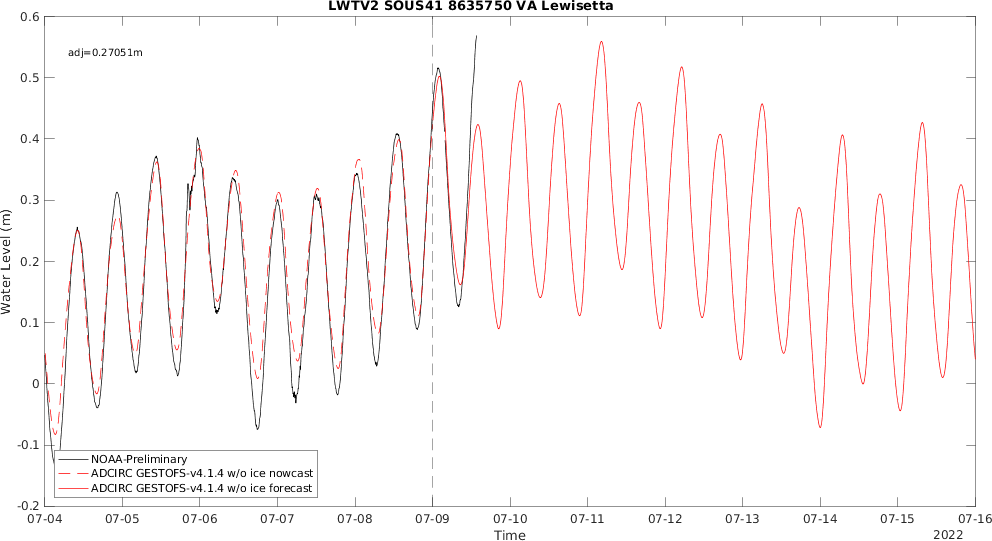 LWTV2 SOUS41 8635750 VA Lewisetta
adj=0.27051m
0.6
0.5
0.4
0.3
0.2
0.1
0
-0.1
-0.2
Water Level (m)
NOAA-Preliminary
ADCIRC GESTOFS-v4.1.4 w/o ice nowcast
ADCIRC GESTOFS-v4.1.4 w/o ice forecast
07-04 07-05 07-06 07-07 07-08 07-09 07-10 07-11 07-12 07-13 07-14 07-15 07-16
Time
2022